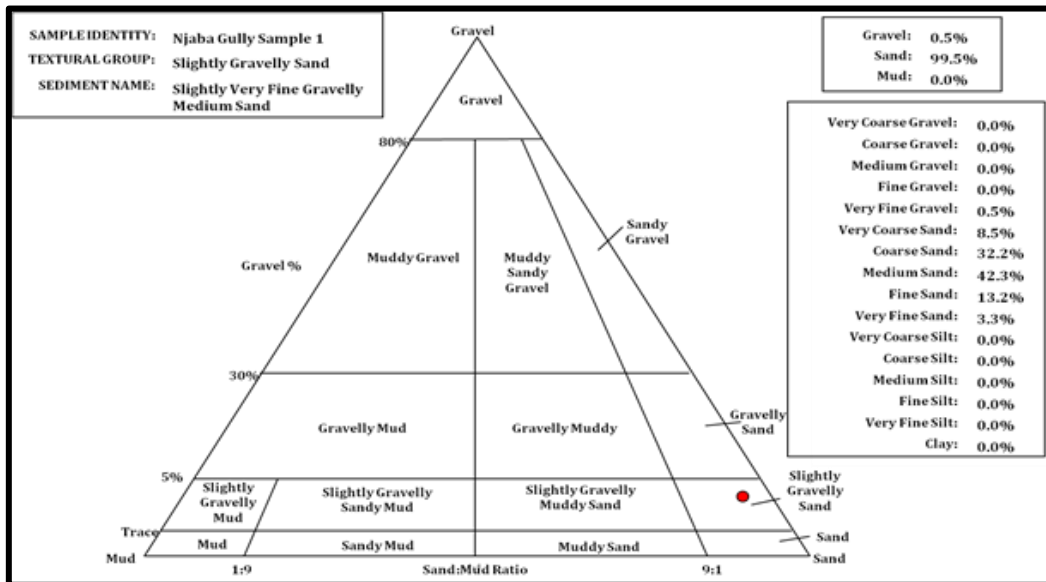 SAMPLE IDENTITY: Njaba Gully Sample 1
TEXTURAL GROUP: Slightly Gravelly Sand
SEDIMENT NAME: Slightly Very Fine Gravelly
Medium Sand
Gravel
Gravel: 0.5%
Sand: 99.5%
Mud: 0.0%
Gravel
80%
Very Coarse Gravel: 0.0%
Coarse Gravel: 0.0%
Medium Gravel: 0.0%
Fine Gravel: 0.0%
Very Fine Gravel: 0.5%
Very Coarse Sand: 8.5%
Coarse Sand: 32.2%
Medium Sand: 42.3%
Fine Sand: 13.2%
Very Fine Sand: 3.3%
Very Coarse Silt: 0.0%
Coarse Silt: 0.0%
Medium Silt: 0.0%
Fine Silt: 0.0%
Very Fine Silt: 0.0%
Clay: 0.0%
Sandy
Gravel
Gravel %
Muddy Gravel
Muddy
Sandy
Gravel
30%
Gravelly Mud
Gravelly Muddy
Gravelly
Sand
5%
Slightly
Gravelly
Mud
Slightly Gravelly
Sandy Mud
Slightly Gravelly
Muddy Sand
Slightly
Gravelly
Sand
Trace
Mud
Sandy Mud
Muddy Sand
Sand
Mud
Sand
1:9
Sand:Mud Ratio
9:1